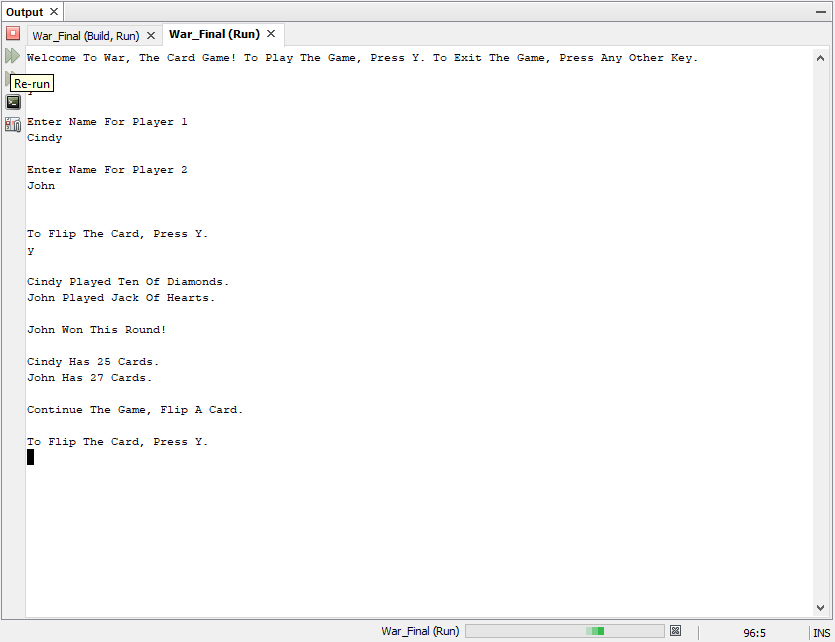 Output
War_Final (Build, Run) War_Final (Run)
Welcome To War, The Card Game! To Play The Game, Press Y. To Exit The Game, Press Any Other Key.
Re-run
Enter Name For Player 1
Cindy
Enter Name For Player 2
John
To Flip The Card, Press Y.
y
Cindy Played Ten Of Diamonds.
John Played Jack Of Hearts.
John Won This Round!
Cindy Has 25 Cards.
John Has 27 Cards.
Continue The Game, Flip A Card.
To Flip The Card, Press Y.
War_Final (Run) 96:5 INS